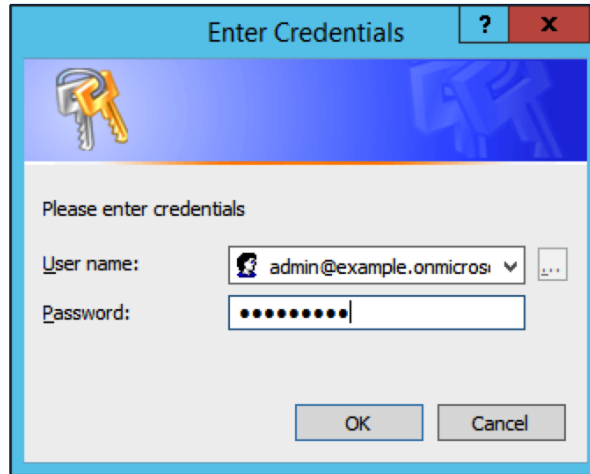 Enter Credentials
?
x
Please enter credentials
User name:
admin@example.onmicros
...
Password:
•••••••••
OK
Cancel